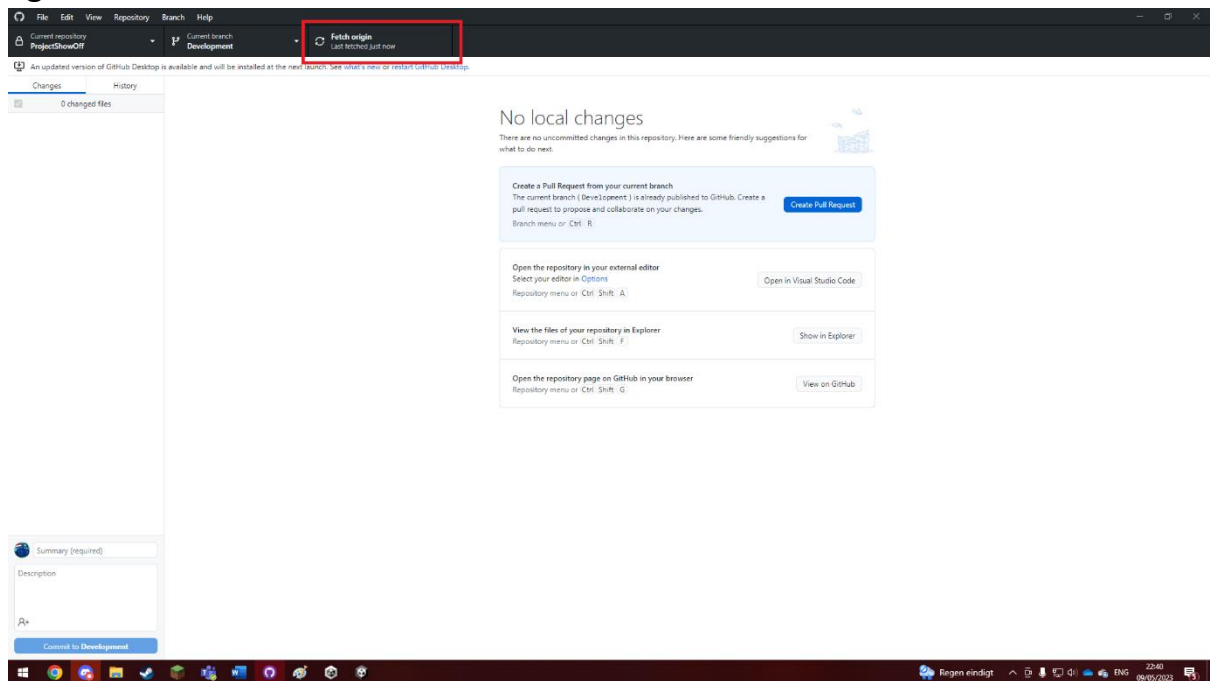 File Edit View Repository Branch Help
Current repository
ProjectShowOff
Current branch
Development
Fetch origin
Last fetched just now
An updated version of GitHub Desktop is available and will be installed at the next launch. See what's new or restart GitHub Desktop.
Changes History
0 changed files
No local changes
There are no uncommitted changes in this repository. Here are some friendly suggestions for
what to do next.
Create a Pull Request from your current branch
The current branch (Development) is already published to GitHub. Create a
pull request to propose and collaborate on your changes.
Branch menu or Ctrl R
Create Pull Request
Open the repository in your external editor
Select your editor in Options
Repository menu or Ctrl Shift A
Open in Visual Studio Code
View the files of your repository in Explorer
Repository menu or Ctrl Shift F
Show in Explorer
Open the repository page on GitHub in your browser
Repository menu or Ctrl Shift G
View on GitHub
Summary (required)
Description
Commit to Development
Regen eindigt
ENG
22:40
09/05/2023